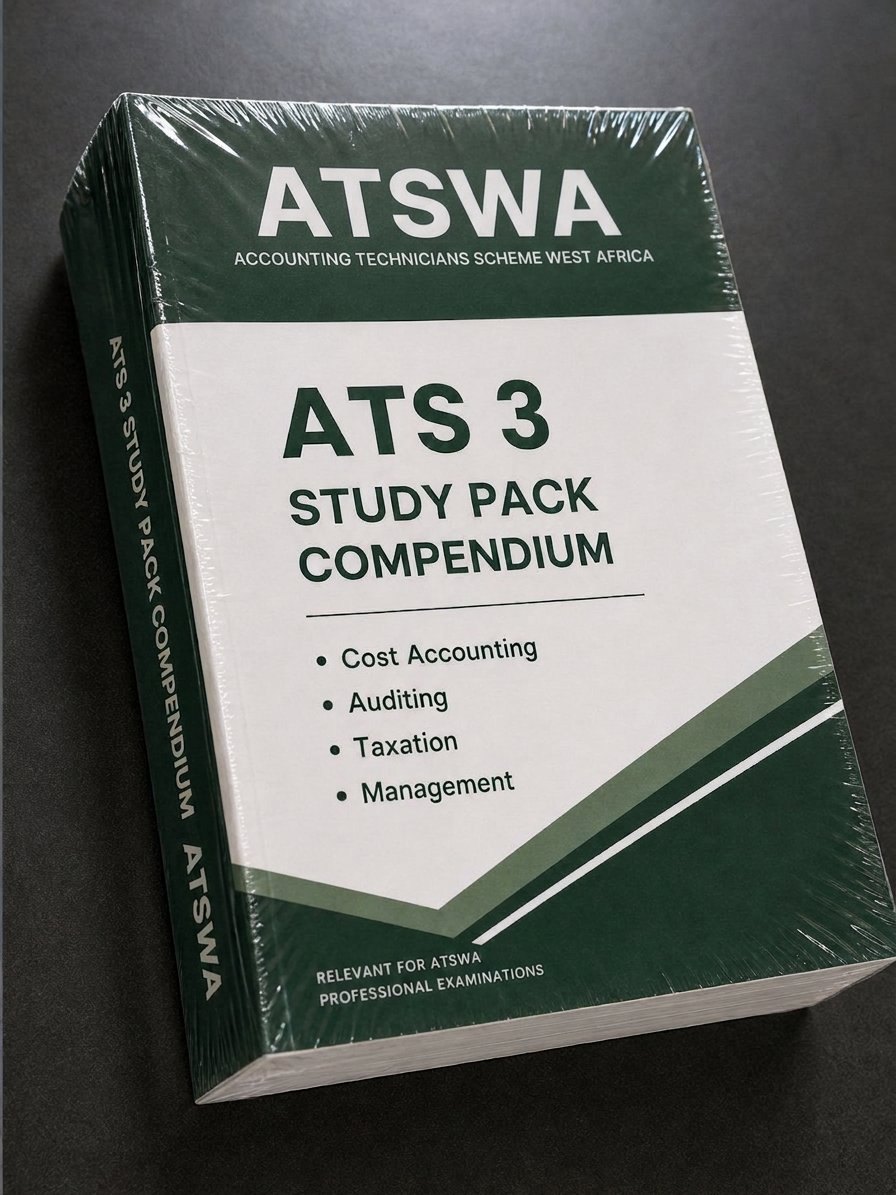 ATSWA
ACCOUNTING TECHNICIANS SCHEME WEST AFRICA
ATS 3
STUDY PACK
COMPENDIUM
• Cost Accounting
• Auditing
• Taxation
• Management
RELEVANT FOR ATSWA
PROFESSIONAL EXAMINATIONS
ATS 3 STUDY PACK COMPENDIUM ATSWA